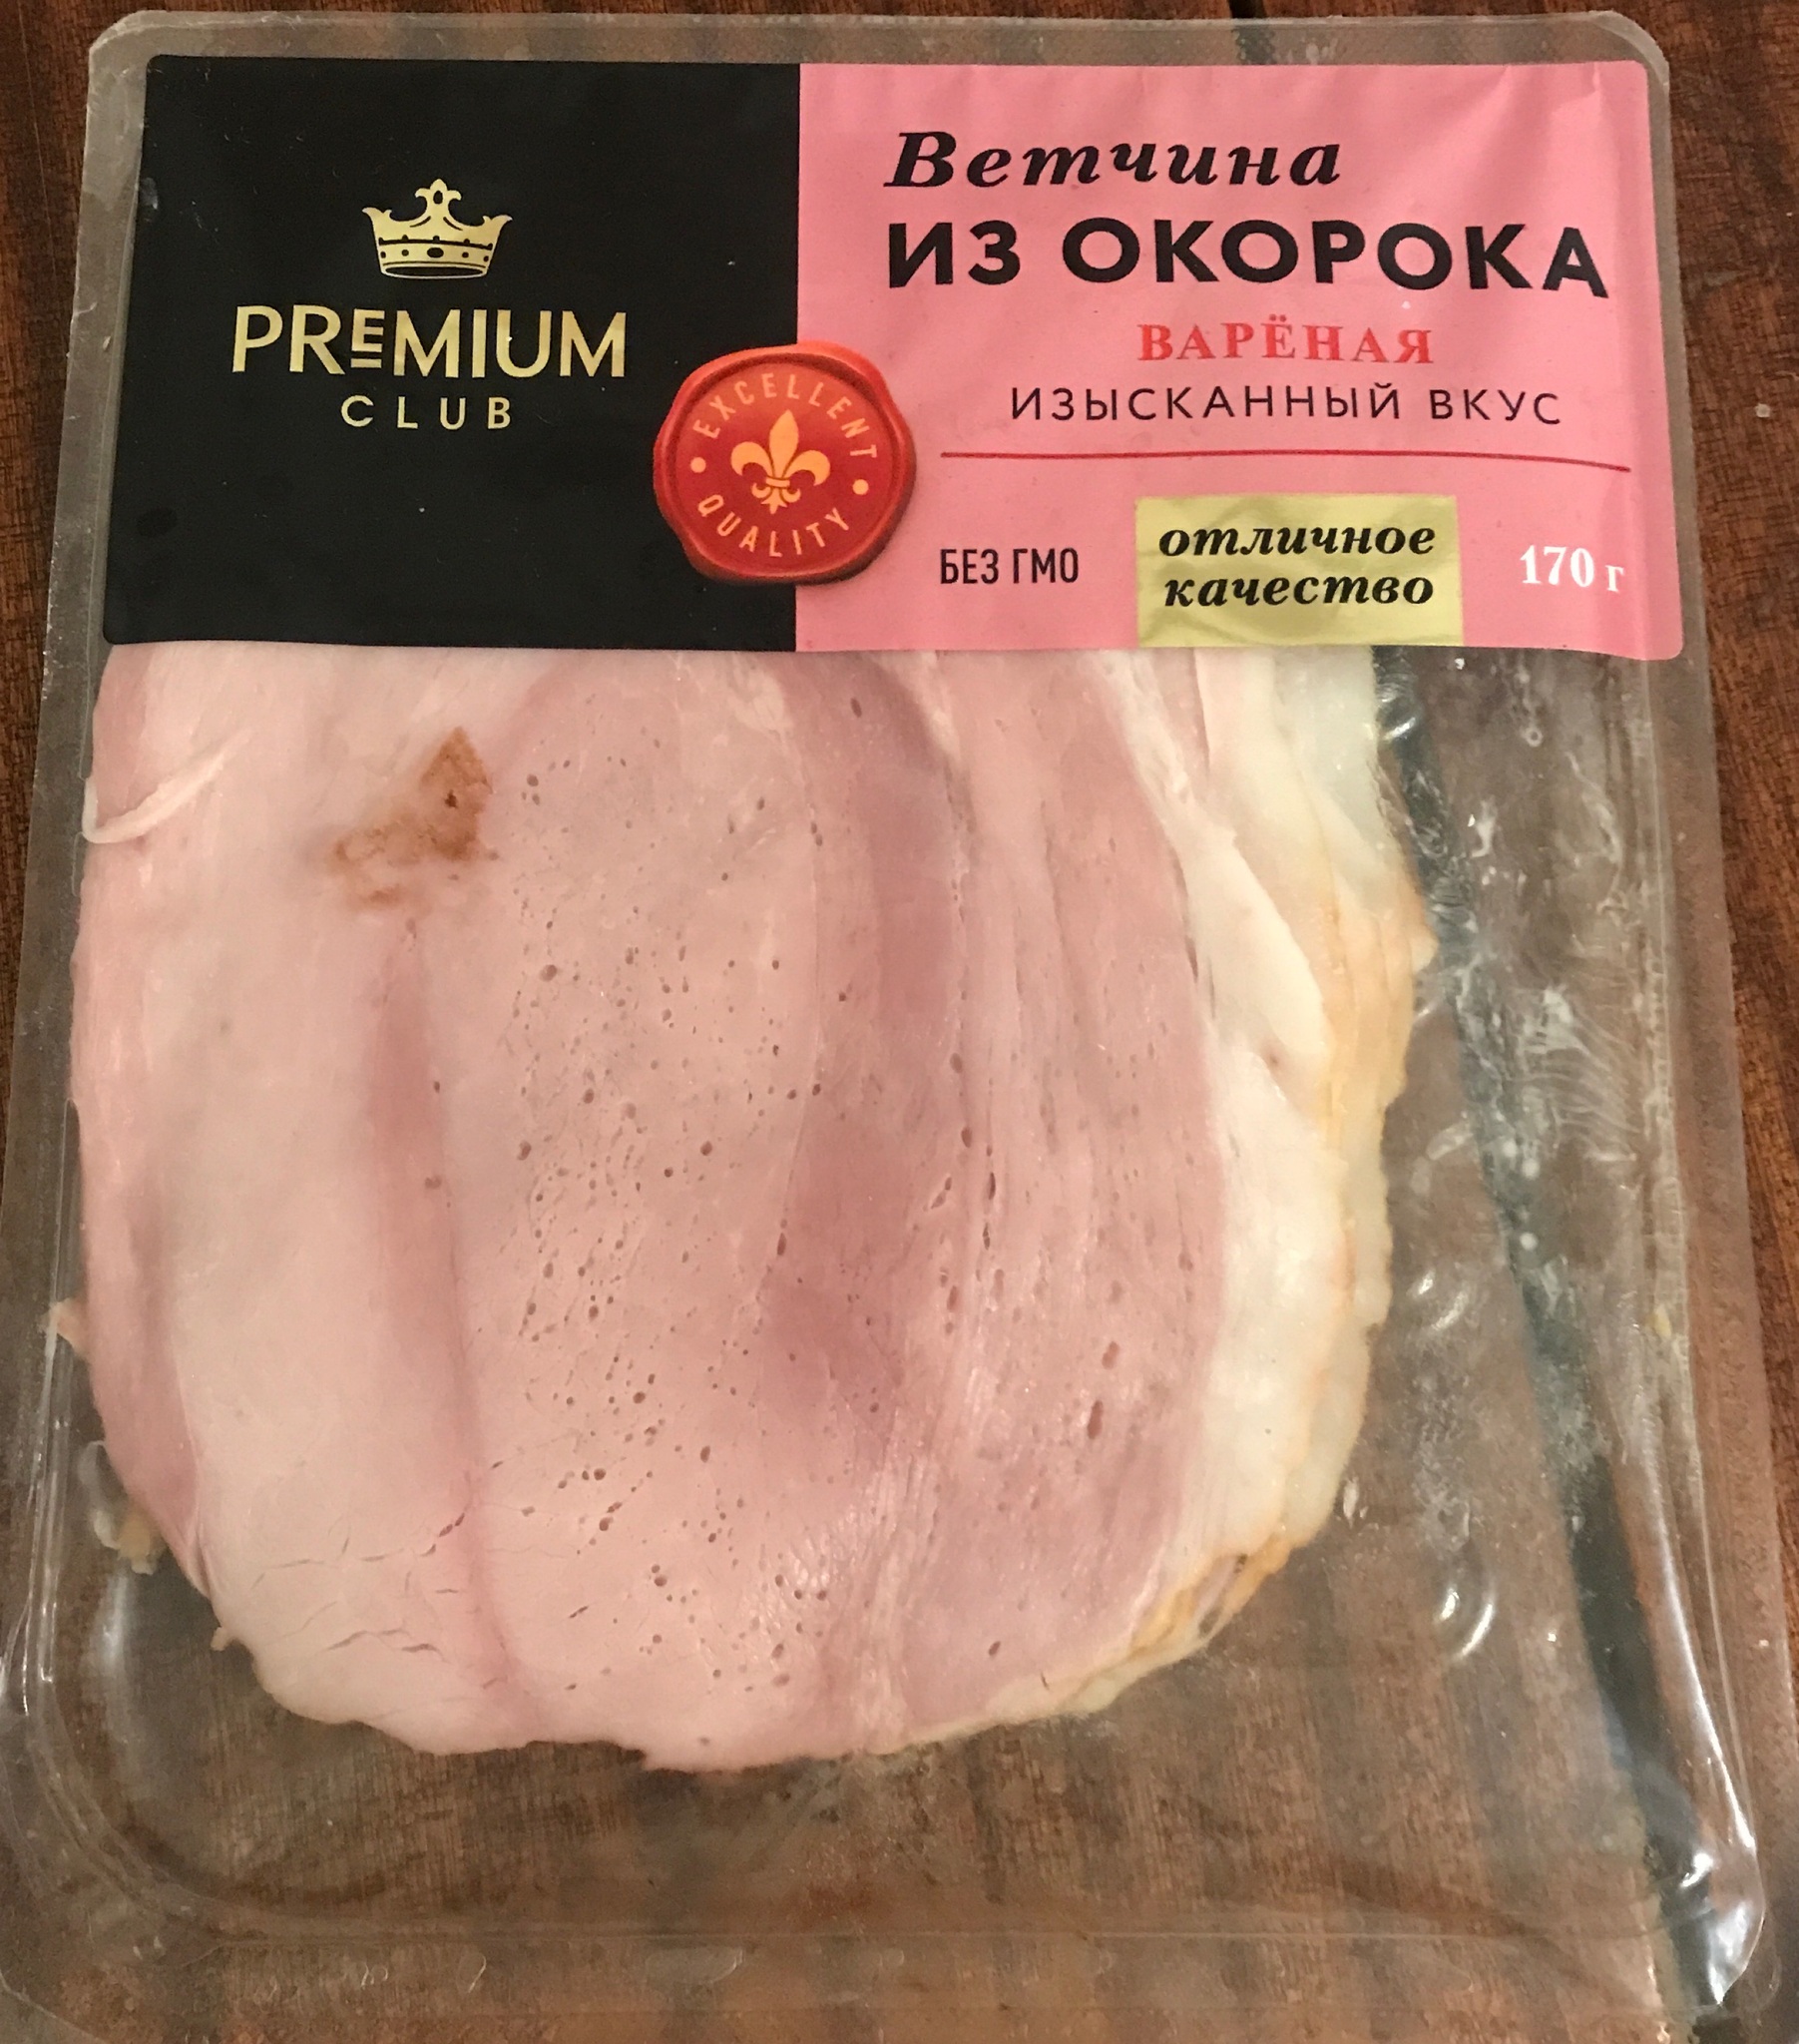 PREMIUM
CLUB
EXCELLENT
QUALITY
Ветчина
ИЗ ОКОРОКА
ВАРЁНАЯ
ИЗЫСКАННЫЙ ВКУС
БЕЗ ГМО
отличное
качество
170 г